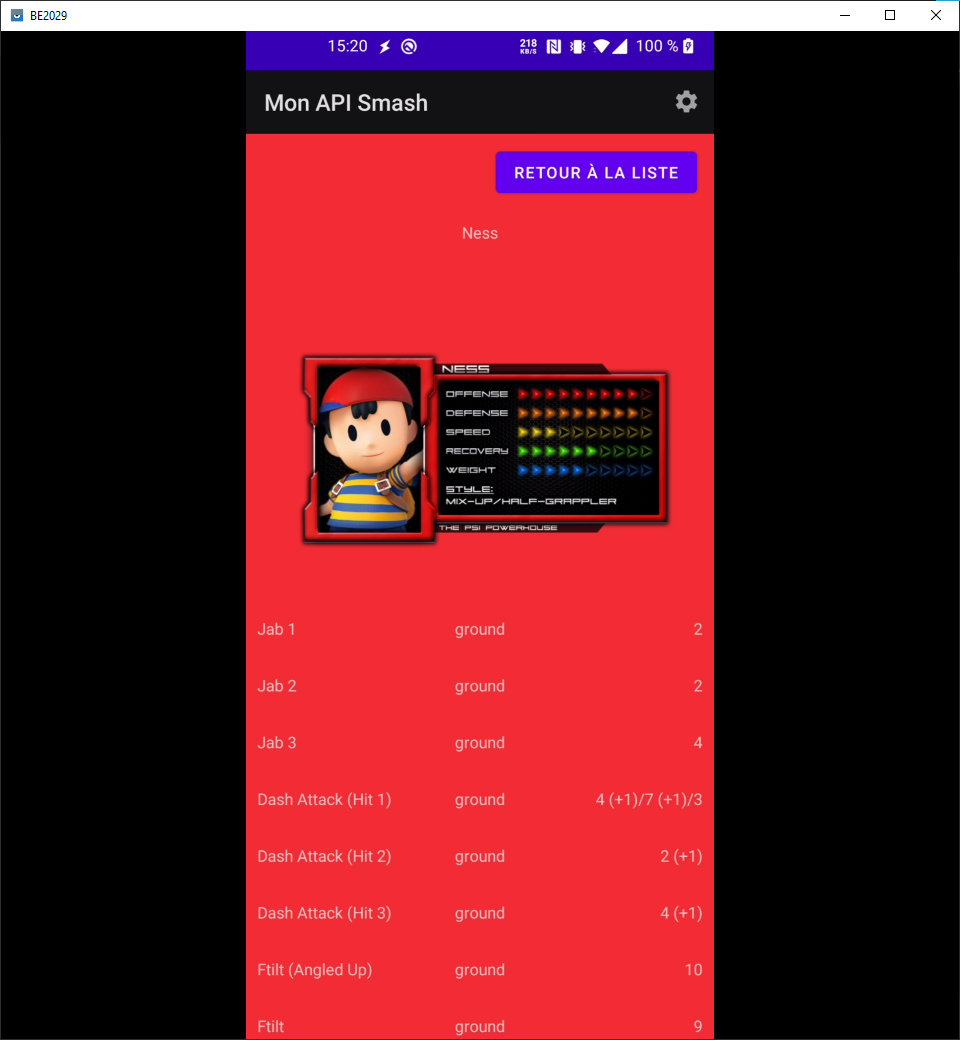 BE2029
15:20 218 KB/S 100 %
Mon API Smash
RETOUR À LA LISTE
Ness
NESS
OFFENSE
DEFENSE
SPEED
RECOVERY
WEIGHT
STYLE:
MIX-UP/HALF-GRAPPLER
THE PSI POWERHOUSE
Jab 1 ground 2
Jab 2 ground 2
Jab 3 ground 4
Dash Attack (Hit 1) ground 4 (+1)/7 (+1)/3
Dash Attack (Hit 2) ground 2 (+1)
Dash Attack (Hit 3) ground 4 (+1)
Ftilt (Angled Up) ground 10
Ftilt ground 9